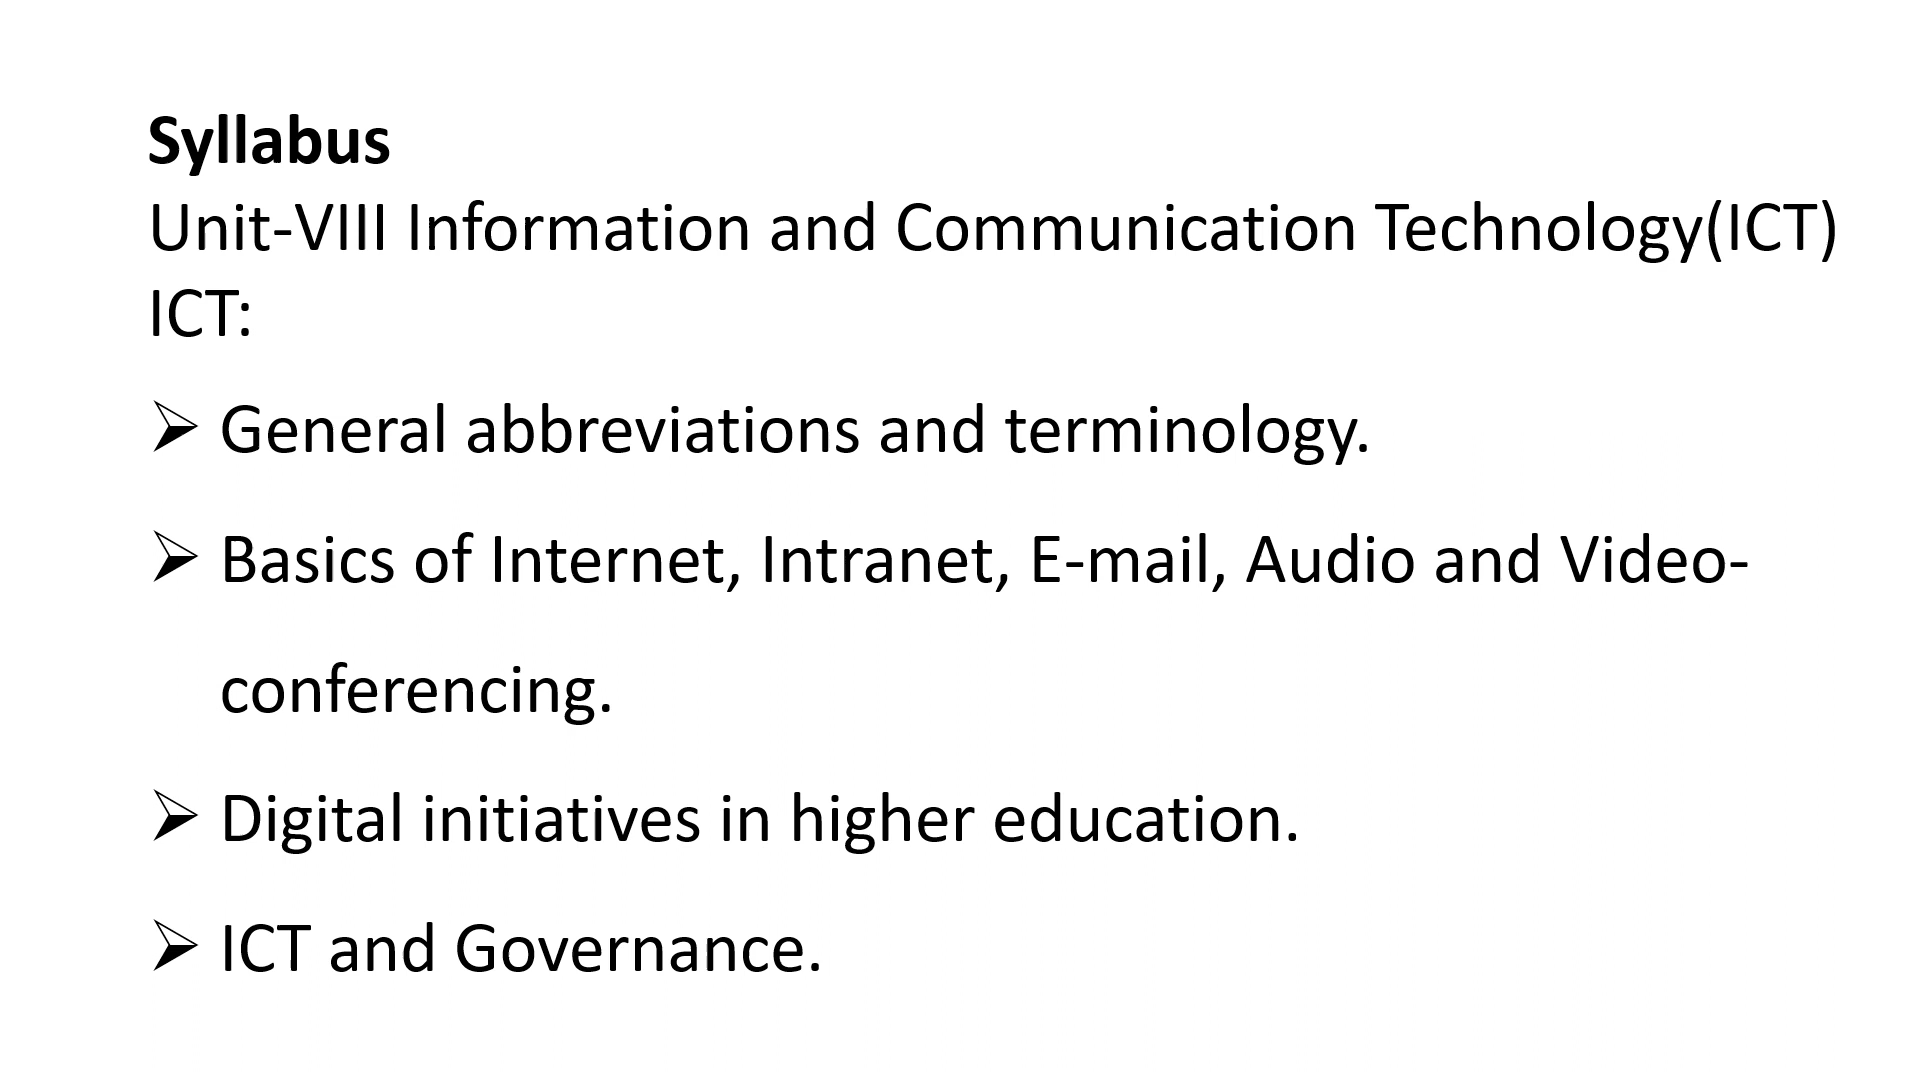 Syllabus
Unit-VIII Information and Communication Technology(ICT)
ICT:
➢ General abbreviations and terminology.
➢ Basics of Internet, Intranet, E-mail, Audio and Video-
conferencing.
➢ Digital initiatives in higher education.
➢ ICT and Governance.